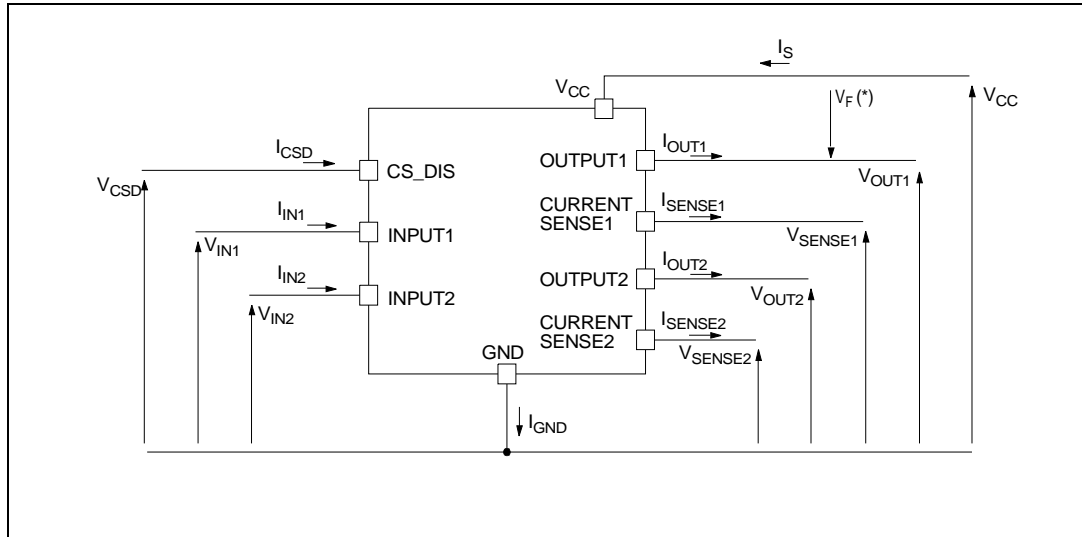 I_S
V_CC
V_F (*)
V_CC
I_CSD
CS_DIS
V_CSD
OUTPUT1
I_OUT1
V_OUT1
I_IN1
INPUT1
V_IN1
CURRENT
SENSE1
I_SENSE1
V_SENSE1
I_IN2
INPUT2
V_IN2
OUTPUT2
I_OUT2
V_OUT2
CURRENT
SENSE2
I_SENSE2
V_SENSE2
GND
I_GND